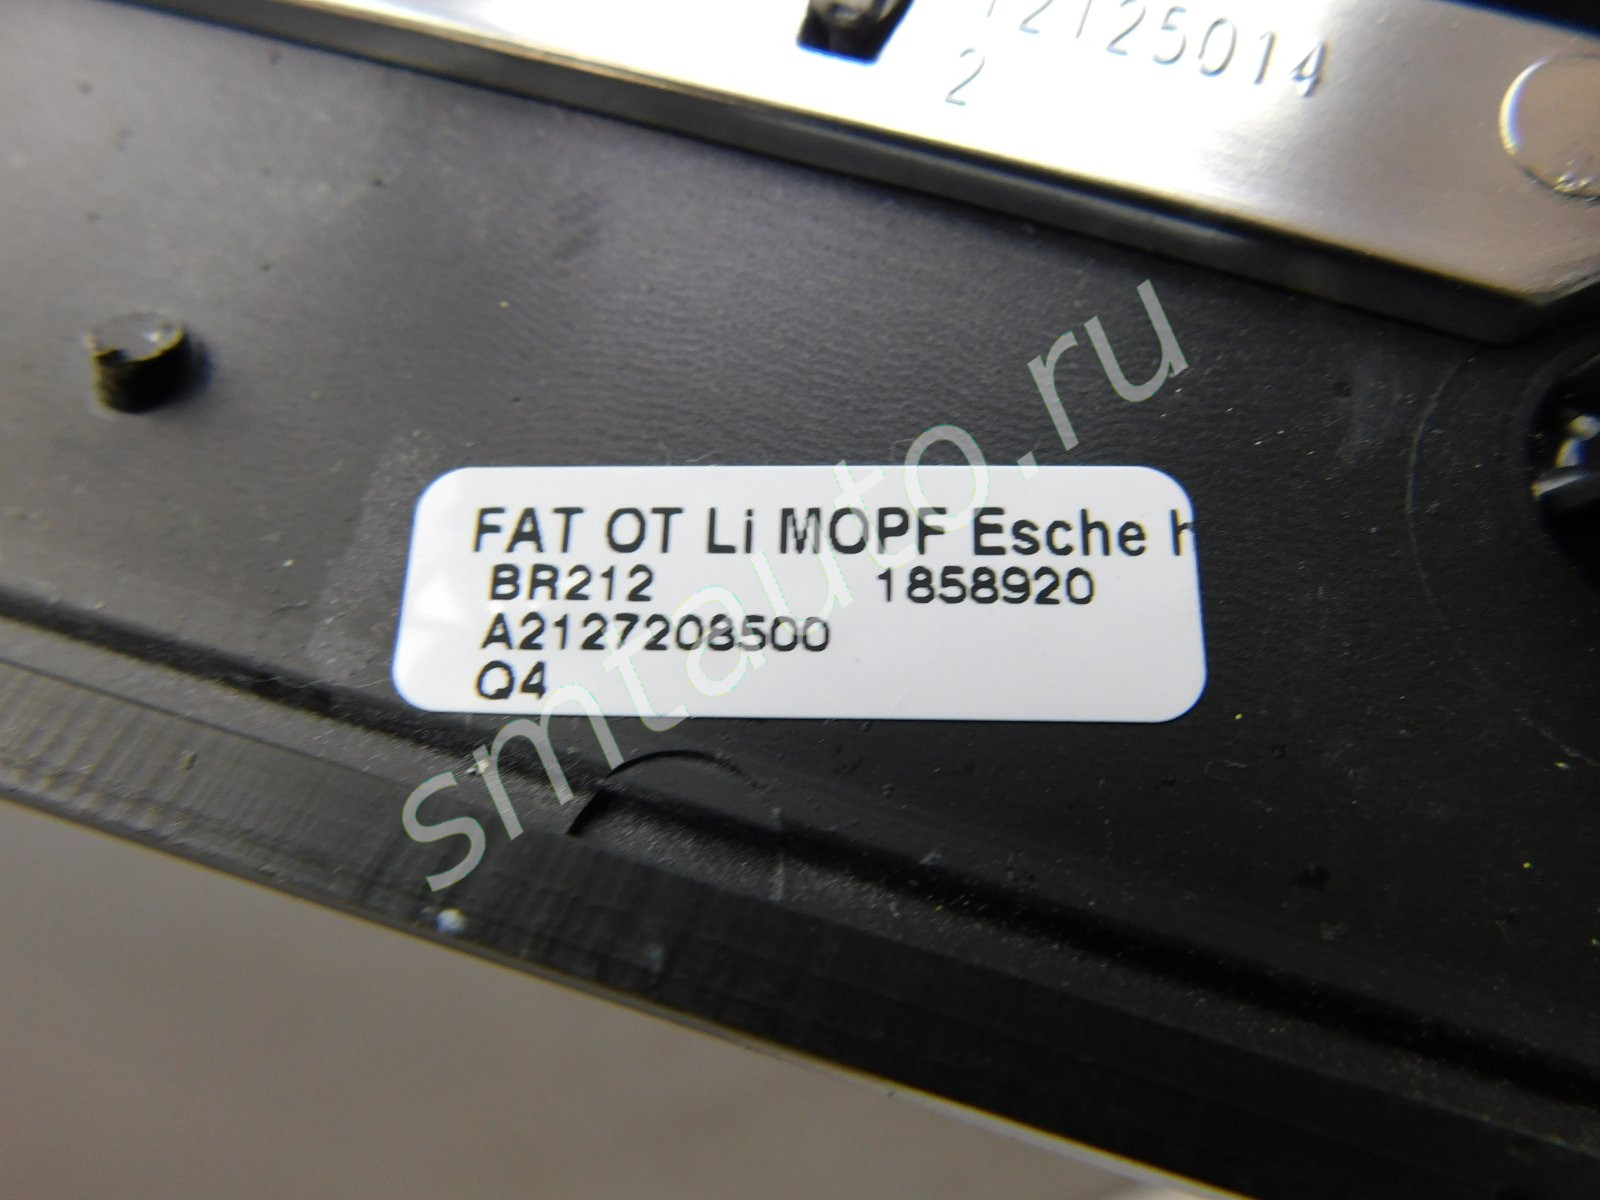 12125014
2
FAT OT Li MOPF Esche h
BR212 1858920
A2127208500
Q4
smtauto.ru